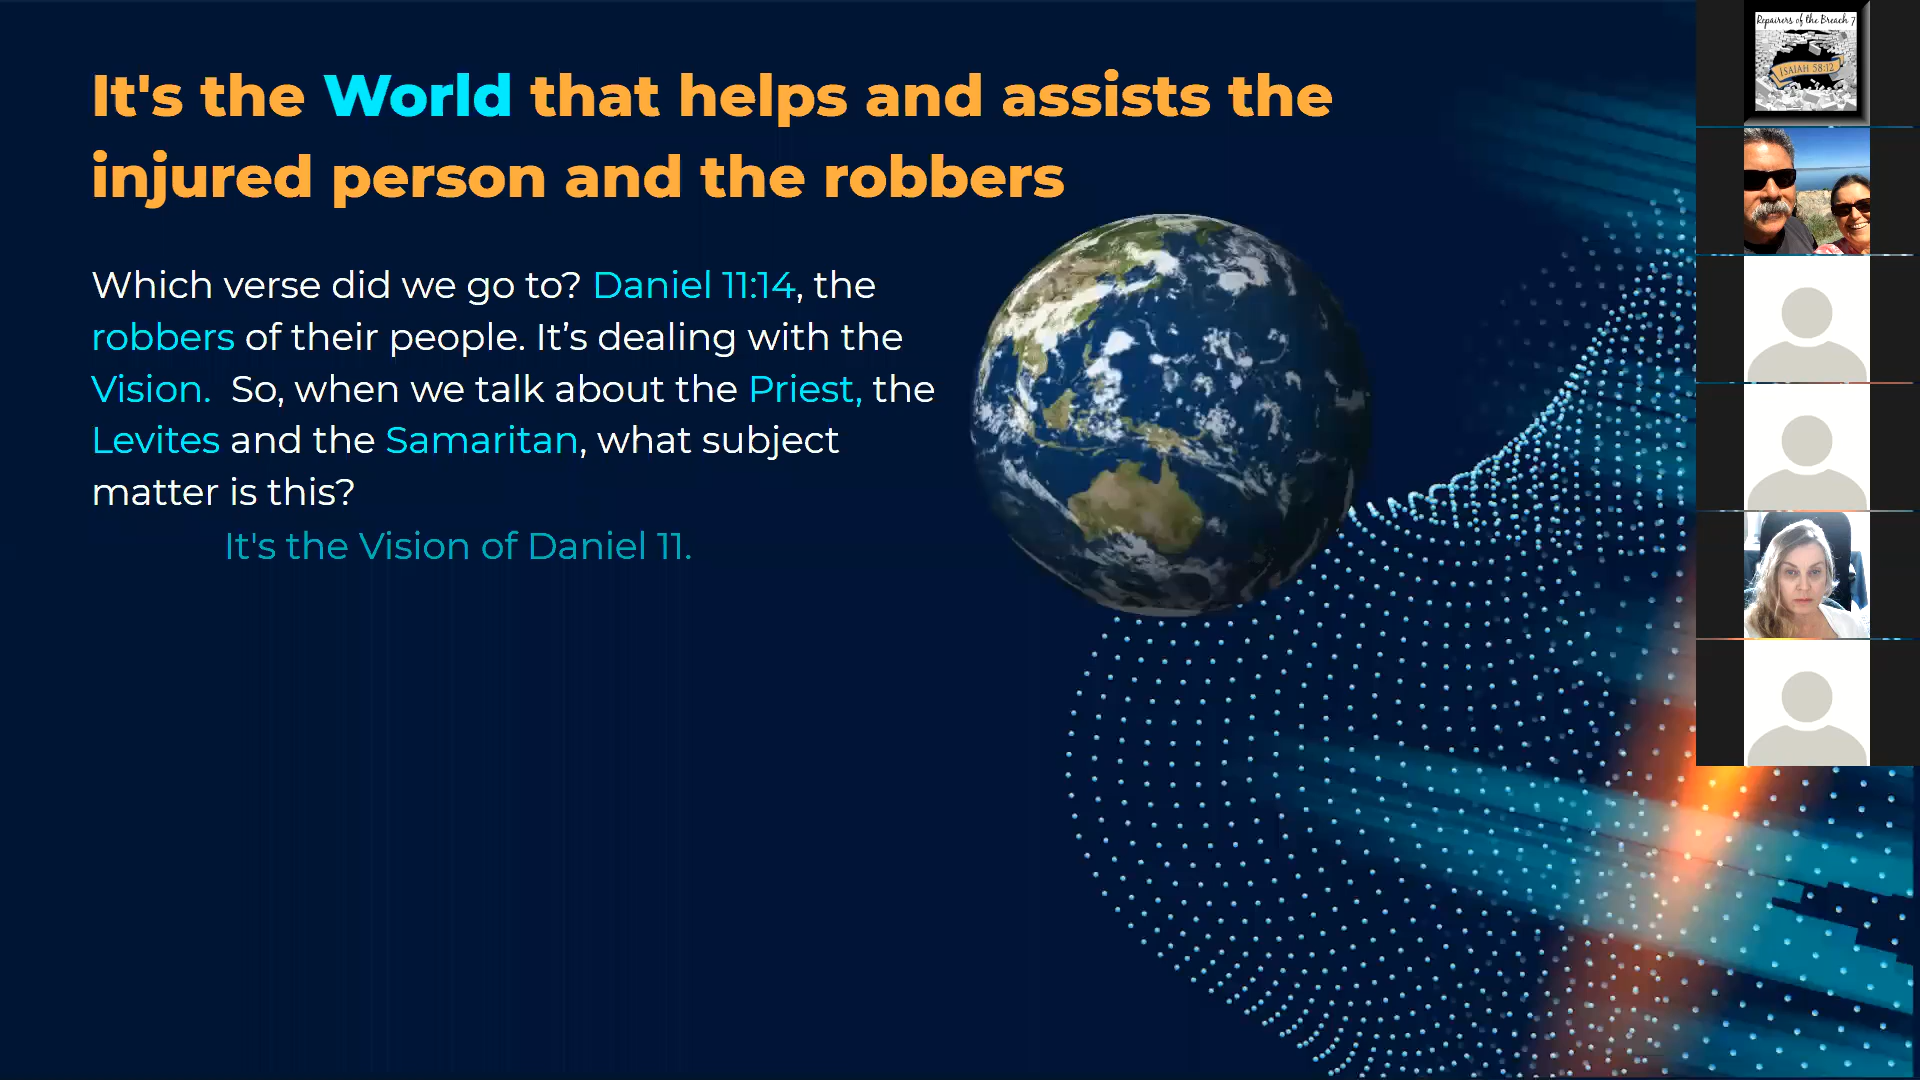 It's the World that helps and assists the
injured person and the robbers
Which verse did we go to? Daniel 11:14, the
robbers of their people. It’s dealing with the
Vision. So, when we talk about the Priest, the
Levites and the Samaritan, what subject
matter is this?
It's the Vision of Daniel 11.
Repairers of the Breach 7
ISAIAH 58:12